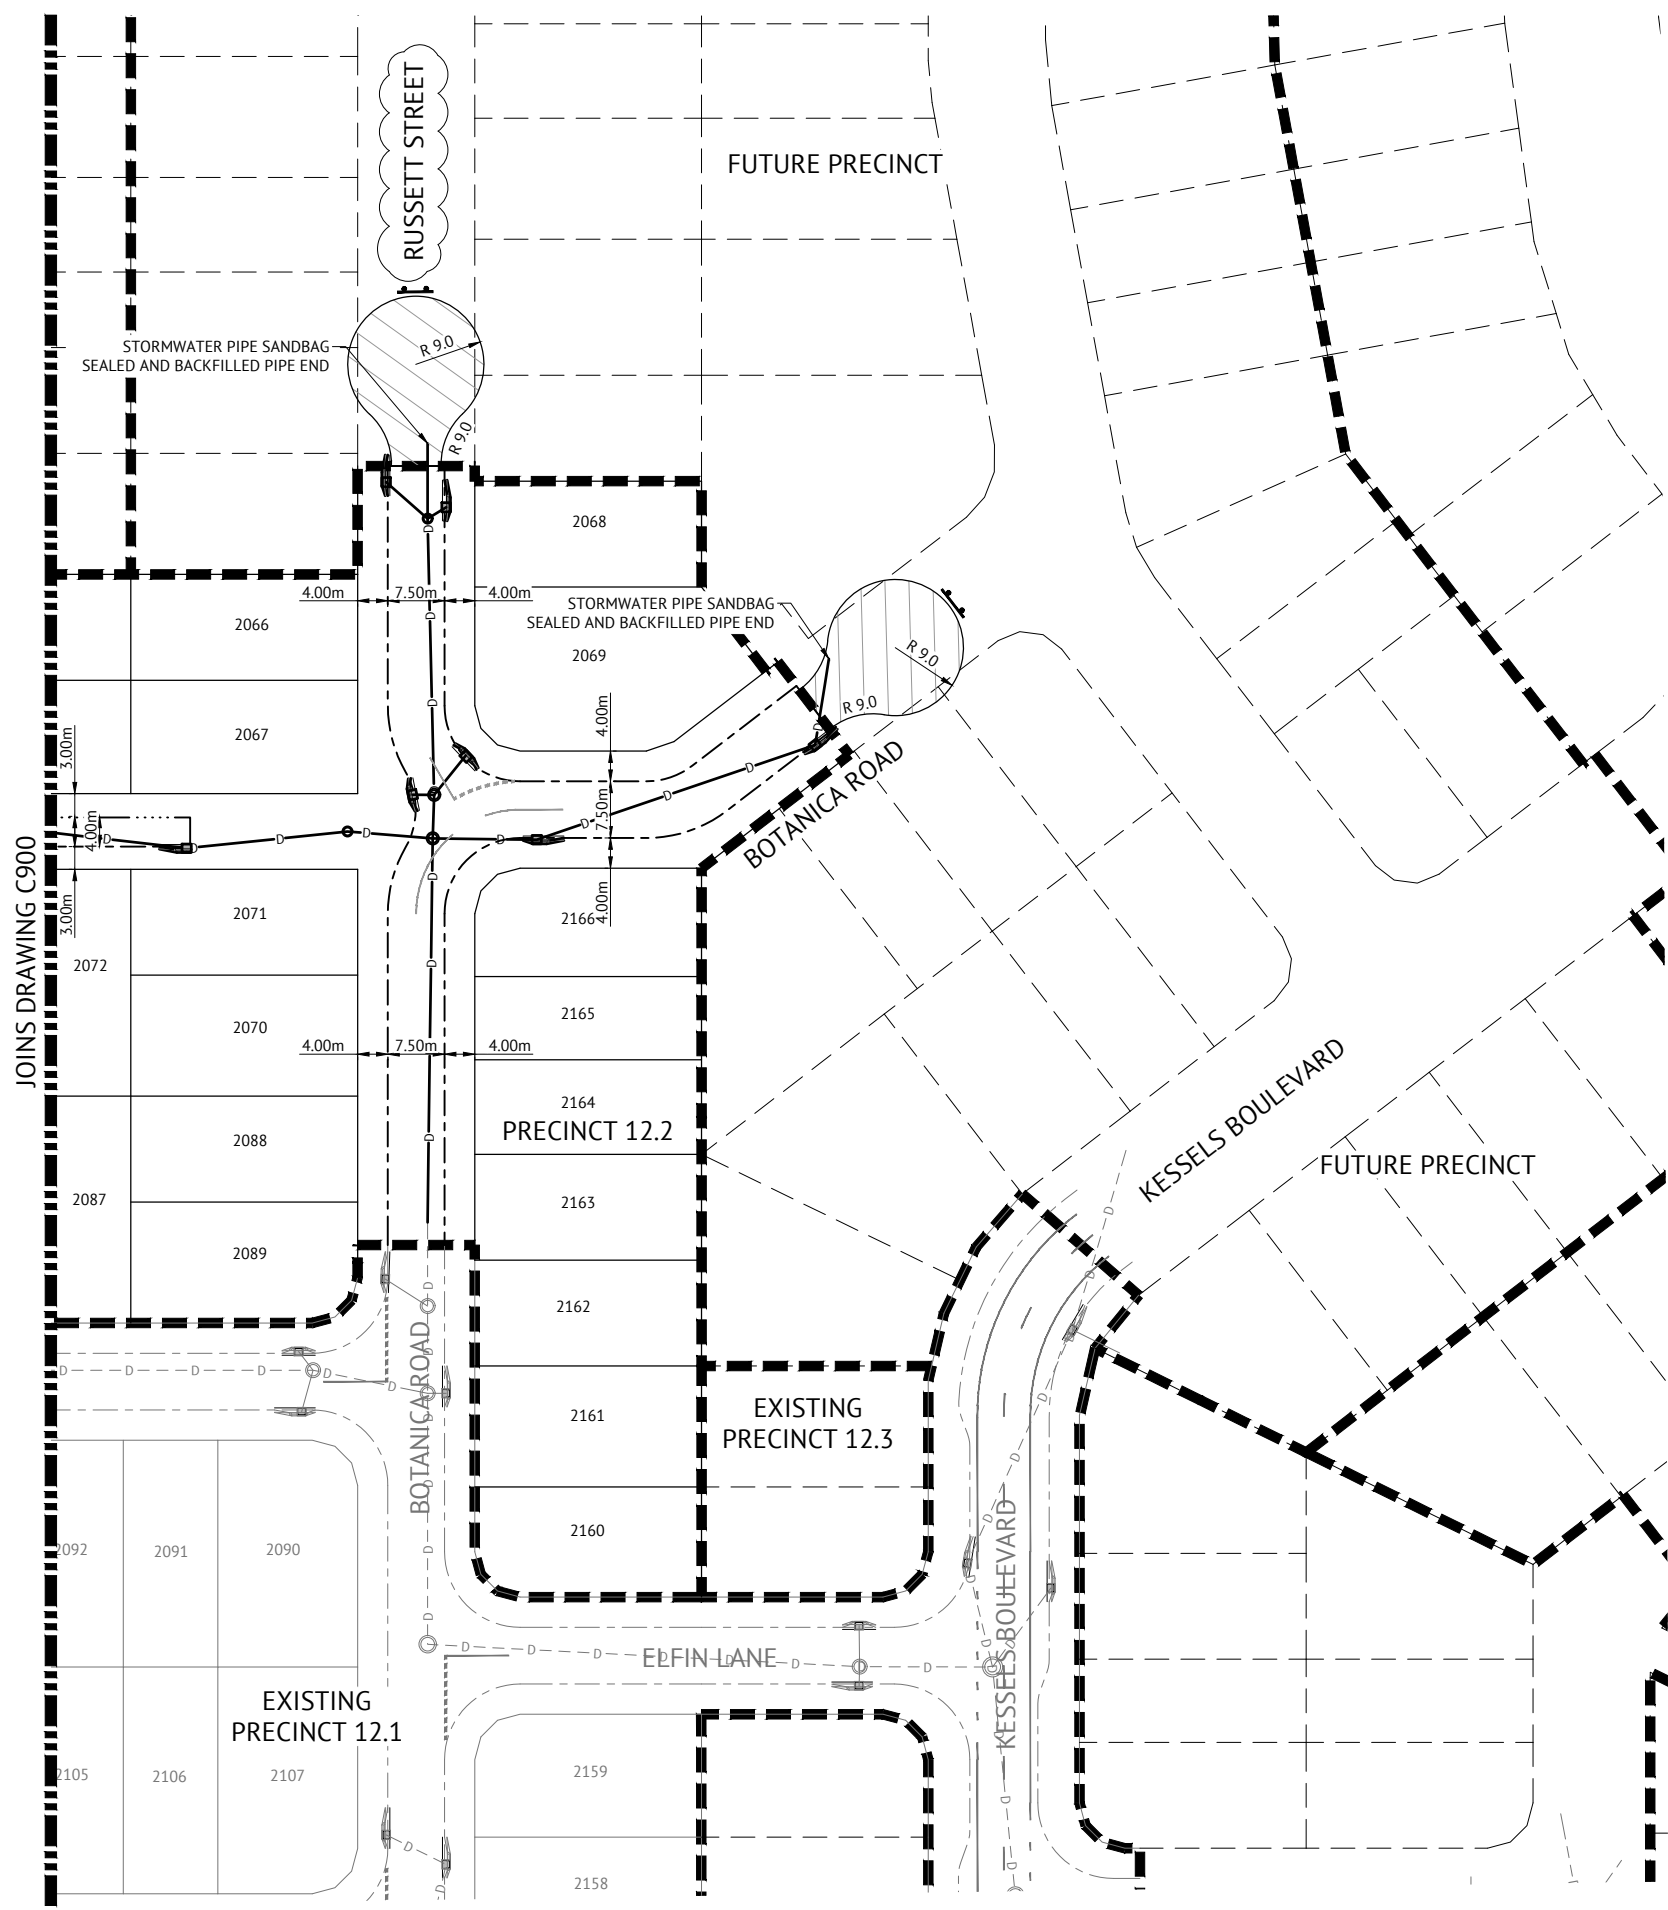 RUSSETT STREET
FUTURE PRECINCT
STORMWATER PIPE SANDBAG
SEALED AND BACKFILLED PIPE END
R 9.0
R 9.0
2068
4.00m
7.50m
4.00m
STORMWATER PIPE SANDBAG
SEALED AND BACKFILLED PIPE END
2066
2069
R 9.0
R 9.0
D
D
D
2067
3.00m
4.00m
7.50m
4.00m
BOTANICA ROAD
D
D
D
4.00m
D
D
D
D
D
3.00m
JOINS DRAWING C900
2071
2166
2072
D
2070
2165
4.00m
7.50m
4.00m
2164
PRECINCT 12.2
D
2088
KESSELS BOULEVARD
FUTURE PRECINCT
2087
2163
D
2089
D
D
2162
BOTANICA ROAD
D
D
D
D
D
D
D
D
2161
EXISTING
PRECINCT 12.3
D
D
D
2160
D
KESSELS BOULEVARD
2092
2091
2090
D
D
D
D
D
D
D
D
D
D
ELFIN LANE
EXISTING
PRECINCT 12.1
D
2105
2106
2107
2159
D
D
2158
D
D